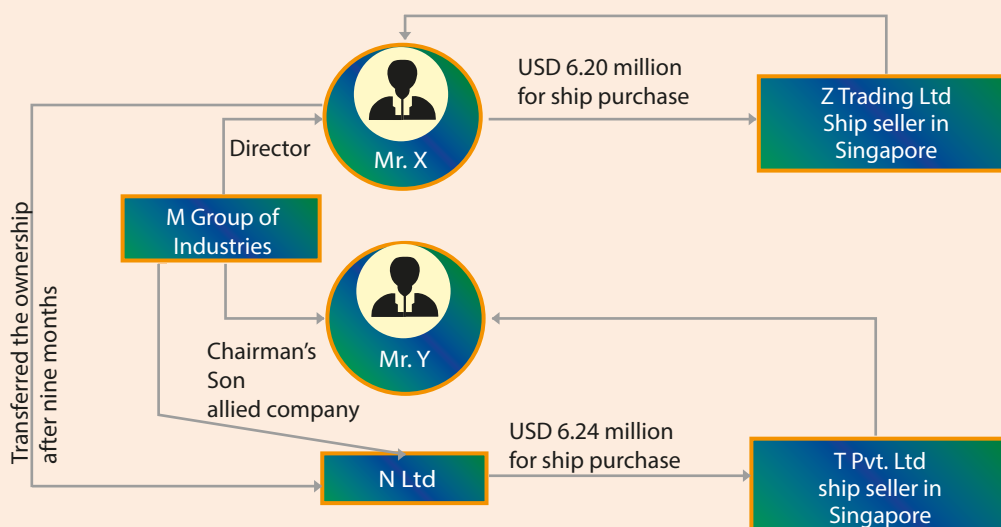 USD 6.20 million
for ship purchase
Z Trading Ltd
Ship seller in
Singapore
Director
Mr. X
M Group of
Industries
Transferred the ownership
after nine months
Mr. Y
Chairman’s
Son
allied company
USD 6.24 million
for ship purchase
N Ltd
T Pvt. Ltd
ship seller in
Singapore